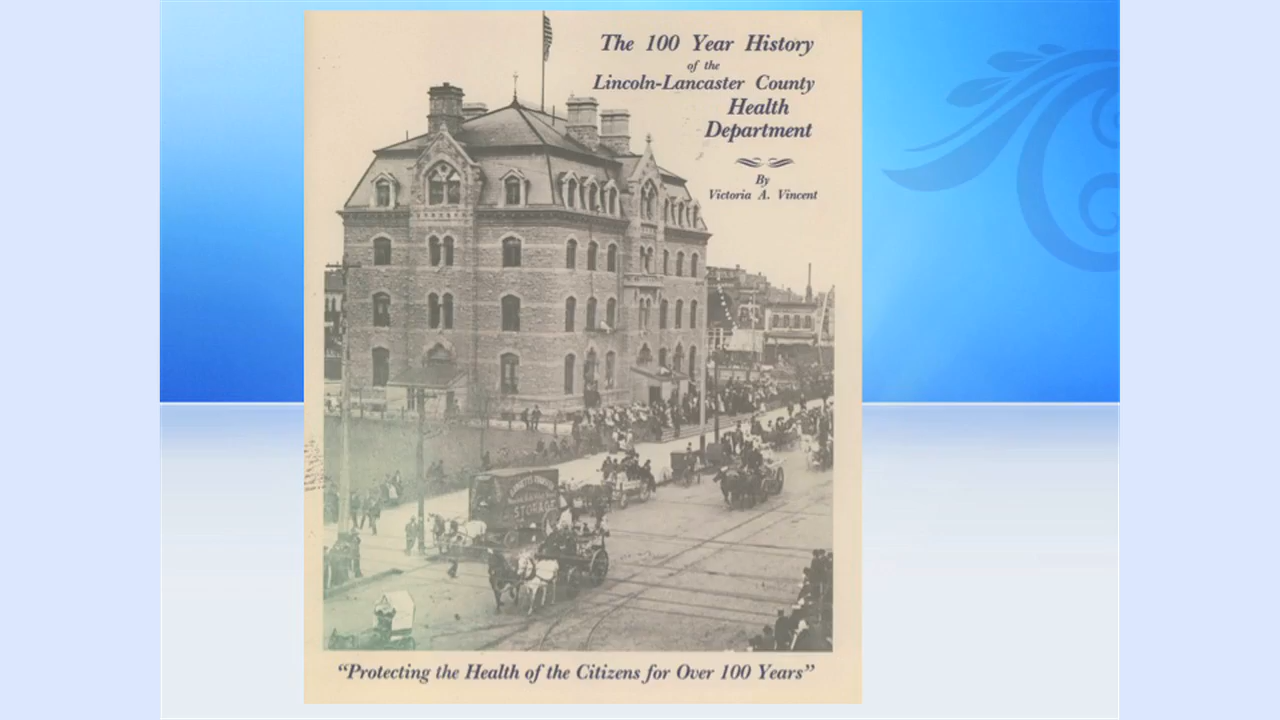 The 100 Year History
of the
Lincoln-Lancaster County
Health
Department
By
Victoria A. Vincent
STORAGE
"Protecting the Health of the Citizens for Over 100 Years"